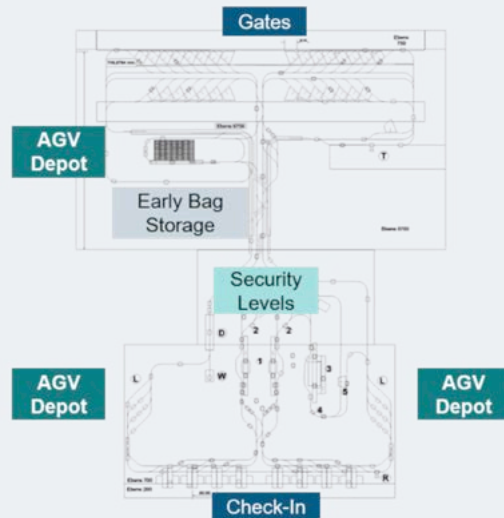 Gates
Ebene
AGV
Depot
T
Early Bag
Storage
Security
Levels
D
2
2
1
3
W
5
4
AGV
Depot
L
L
AGV
Depot
R
Check-In